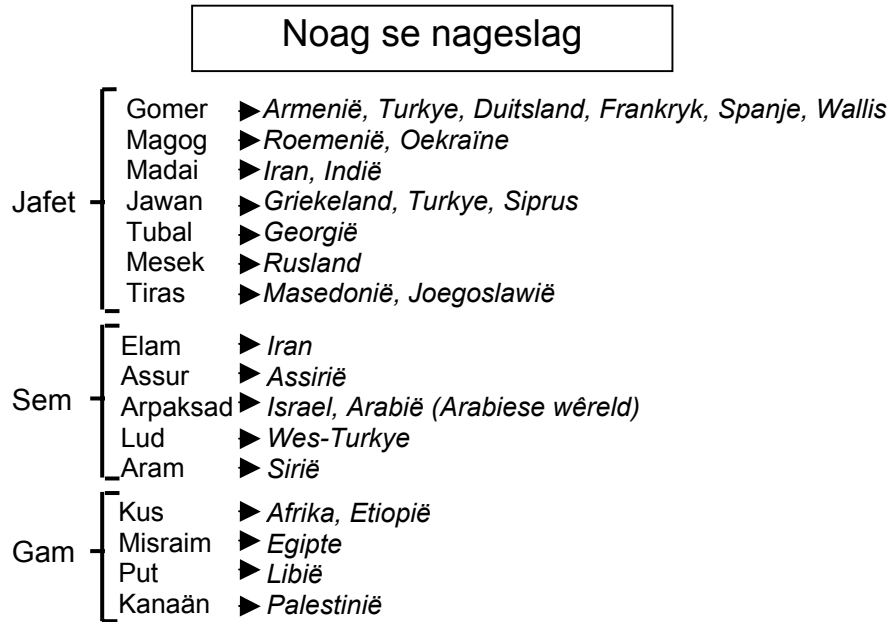 Noag se nageslag
Jafet
Gomer Armenië, Turkye, Duitsland, Frankryk, Spanje, Wallis
Magog Roemenië, Oekraïne
Madai Iran, Indië
Jawan Griekeland, Turkye, Siprus
Tubal Georgië
Mesek Rusland
Tiras Masedonië, Joegoslawië
Sem
Elam Iran
Assur Assirië
Arpaksad Israel, Arabië (Arabiese wêreld)
Lud Wes-Turkye
Aram Sirië
Gam
Kus Afrika, Etiopië
Misraim Egipte
Put Libië
Kanaän Palestinië